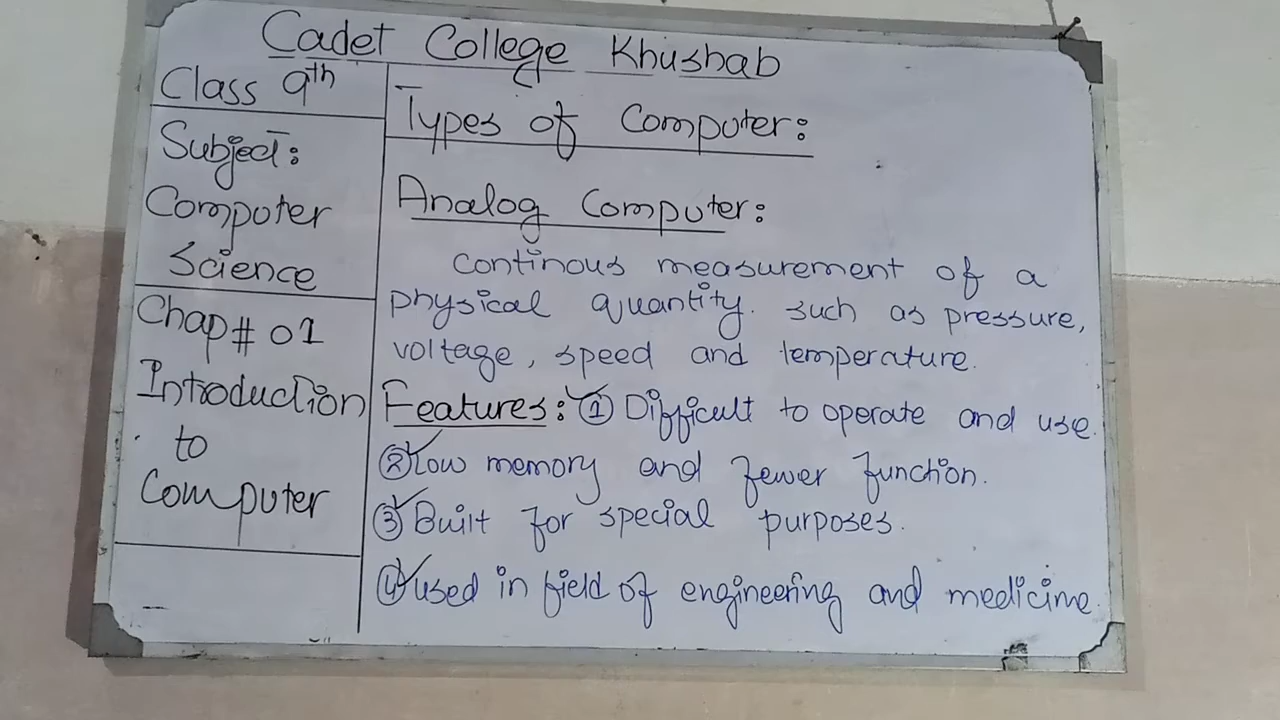 Cadet College Khushab
Class 9th
Subject:
Computer
Science
Chap# 01
Introduction
to
Computer
Types of Computer:
Analog Computer:
continous measurement of a
physical quantity. such as pressure,
voltage, speed and temperature.
Features: ① Difficult to operate and use.
② Low memory and fewer function.
③ Built for special purposes.
④ used in field of engineering and medicine.